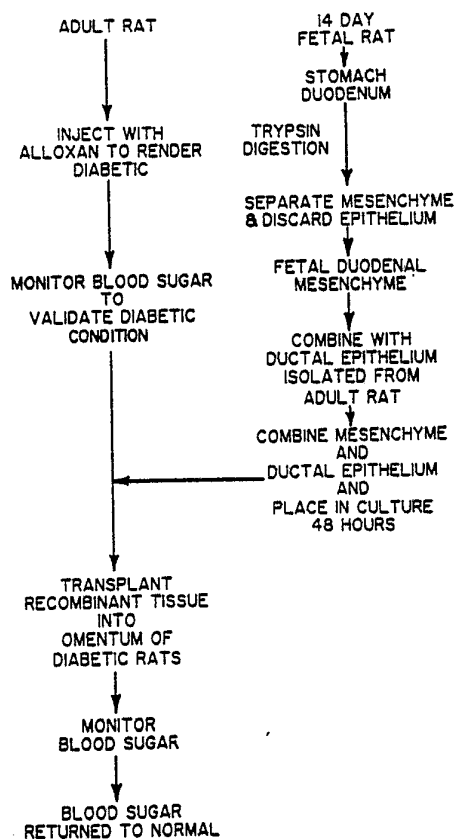 ADULT RAT
INJECT WITH
ALLOXAN TO RENDER
DIABETIC
MONITOR BLOOD SUGAR
TO
VALIDATE DIABETIC
CONDITION
14 DAY
FETAL RAT
STOMACH
DUODENUM
TRYPSIN
DIGESTION
SEPARATE MESENCHYME
& DISCARD EPITHELIUM
FETAL DUODENAL
MESENCHYME
COMBINE WITH
DUCTAL EPITHELIUM
ISOLATED FROM
ADULT RAT
COMBINE MESENCHYME
AND
DUCTAL EPITHELIUM
AND
PLACE IN CULTURE
48 HOURS
TRANSPLANT
RECOMBINANT TISSUE
INTO
OMENTUM OF
DIABETIC RATS
MONITOR
BLOOD SUGAR
BLOOD SUGAR
RETURNED TO NORMAL